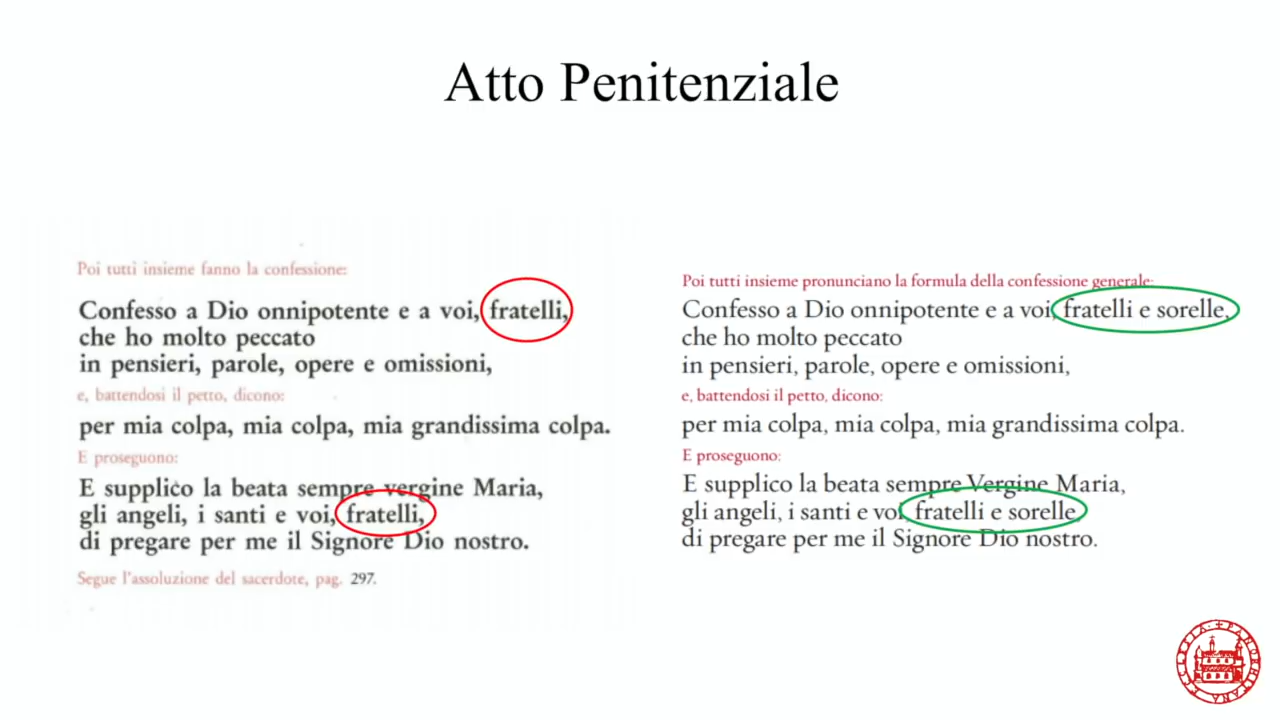 Atto Penitenziale
Poi tutti insieme fanno la confessione:
Confesso a Dio onnipotente e a voi, fratelli,
che ho molto peccato
in pensieri, parole, opere e omissioni,
e, battendosi il petto, dicono:
per mia colpa, mia colpa, mia grandissima colpa.
E proseguono:
E supplico la beata sempre vergine Maria,
gli angeli, i santi e voi, fratelli,
di pregare per me il Signore Dio nostro.
Segue l'assoluzione del sacerdote, pag. 297.
Poi tutti insieme pronunciano la formula della confessione generale:
Confesso a Dio onnipotente e a voi, fratelli e sorelle,
che ho molto peccato
in pensieri, parole, opere e omissioni,
e, battendosi il petto, dicono:
per mia colpa, mia colpa, mia grandissima colpa.
E proseguono:
E supplico la beata sempre Vergine Maria,
gli angeli, i santi e voi, fratelli e sorelle,
di pregare per me il Signore Dio nostro.
ECCLESIA PANORMITANA